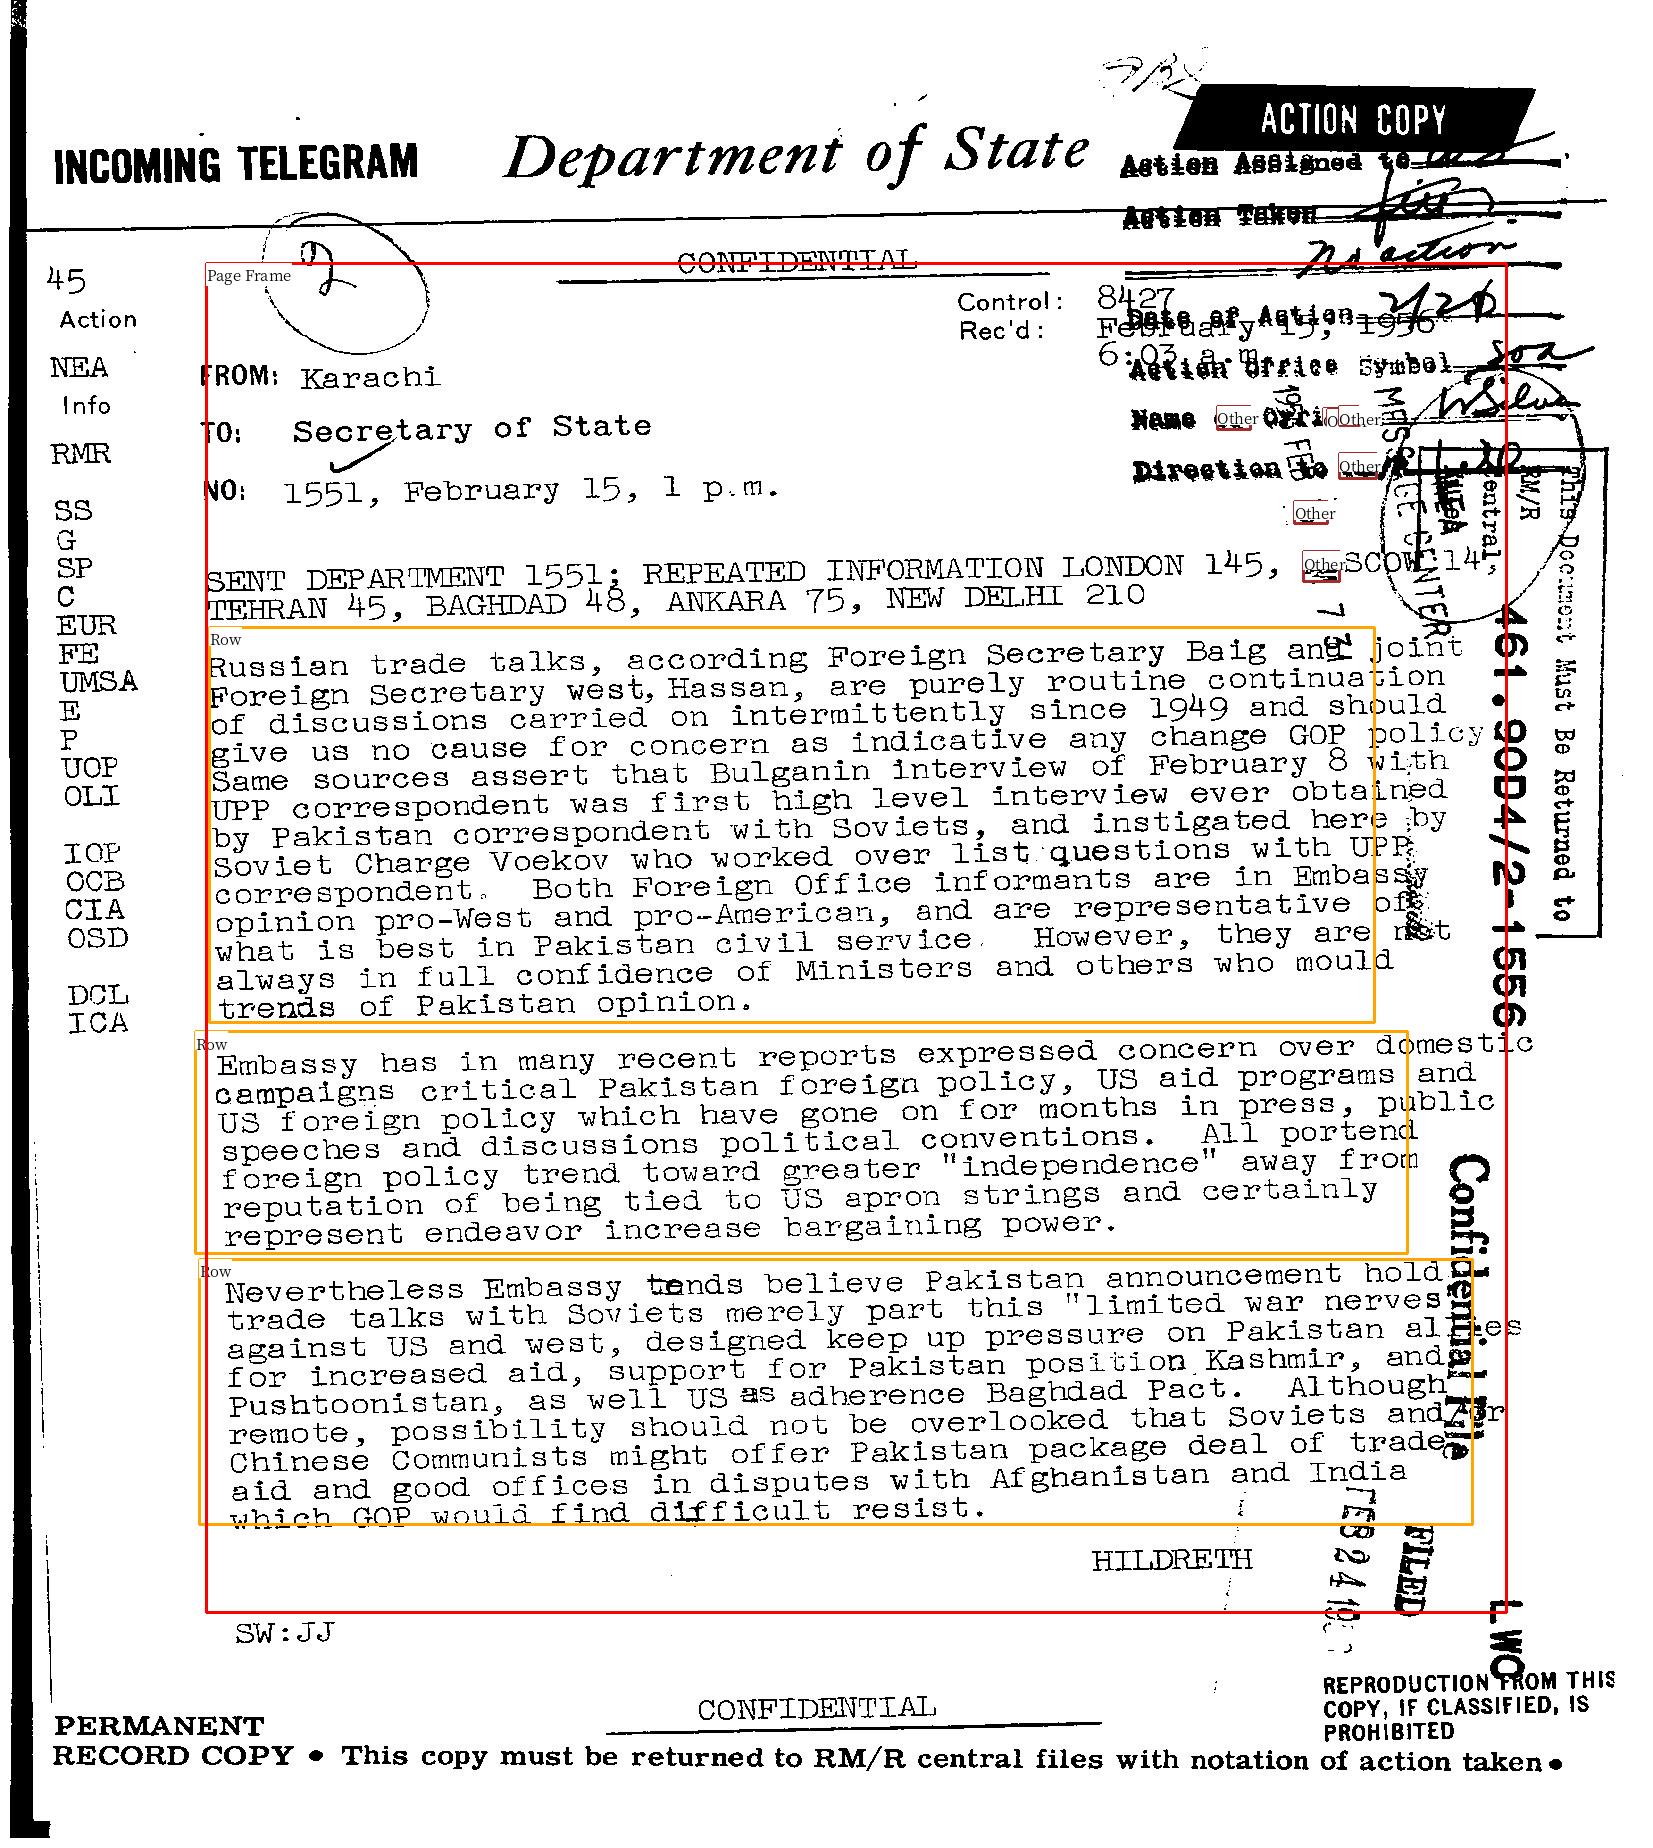 ACTION COPY
INCOMING TELEGRAM Department of State
Action Assigned to
Action Taken
No action
2
CONFIDENTIAL
45
Action
NEA
Info
RMR
SS
G
SP
C
EUR
FE
UMSA
E
P
UOP
OLI
IOP
OCB
CIA
OSD
DCL
ICA
Page Frame
Control: 8427
Rec'd: February 15, 1956
6:03 a.m.
Date of Action 2/20
Action Office Symbol SOA
Name Other Other
Direction to Other
Other
FROM: Karachi
TO: Secretary of State
NO: 1551, February 15, 1 p.m.
MESSAGE CENTER
This Document Must Be Returned to
RM/R
Central
SENT DEPARTMENT 1551; REPEATED INFORMATION LONDON 145, Other SCOW 14,
TEHRAN 45, BAGHDAD 48, ANKARA 75, NEW DELHI 210
Row
Russian trade talks, according Foreign Secretary Baig and joint
Foreign Secretary west, Hassan, are purely routine continuation
of discussions carried on intermittently since 1949 and should
give us no cause for concern as indicative any change GOP policy
Same sources assert that Bulganin interview of February 8 with
UPP correspondent was first high level interview ever obtained
by Pakistan correspondent with Soviets, and instigated here by
Soviet Charge Voekov who worked over list questions with UPP
correspondent. Both Foreign Office informants are in Embassy
opinion pro-West and pro-American, and are representative of
what is best in Pakistan civil service. However, they are not
always in full confidence of Ministers and others who mould
trends of Pakistan opinion.
Row
Embassy has in many recent reports expressed concern over domestic
campaigns critical Pakistan foreign policy, US aid programs and
US foreign policy which have gone on for months in press, public
speeches and discussions political conventions. All portend
foreign policy trend toward greater "independence" away from
reputation of being tied to US apron strings and certainly
represent endeavor increase bargaining power.
Row
Nevertheless Embassy tends believe Pakistan announcement hold
trade talks with Soviets merely part this "limited war nerves
against US and west, designed keep up pressure on Pakistan allies
for increased aid, support for Pakistan position Kashmir, and
Pushtoonistan, as well US as adherence Baghdad Pact. Although
remote, possibility should not be overlooked that Soviets and/or
Chinese Communists might offer Pakistan package deal of trade
aid and good offices in disputes with Afghanistan and India
which GOP would find difficult resist.
HILDRETH
SW:JJ
461.90D4/2-1556
Confidential File
FILED
L.WO
CONFIDENTIAL
REPRODUCTION FROM THIS
COPY, IF CLASSIFIED, IS
PROHIBITED
PERMANENT
RECORD COPY • This copy must be returned to RM/R central files with notation of action taken •